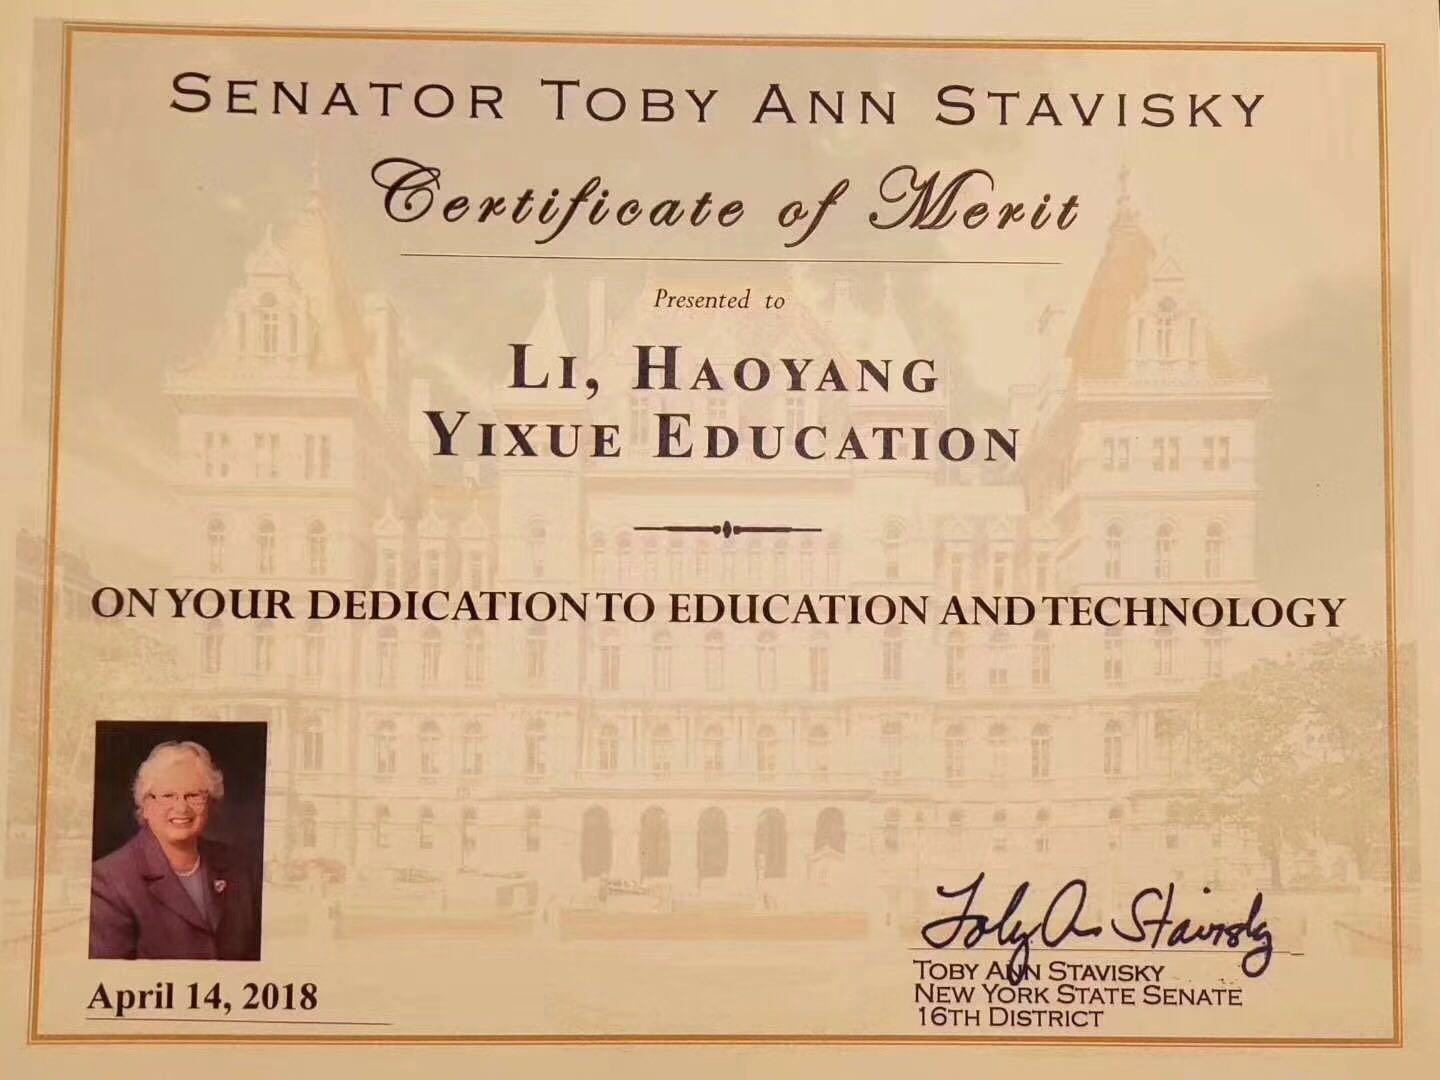 SENATOR TOBY ANN STAVISKY
Certificate of Merit
Presented to
LI, HAOYANG
YIXUE EDUCATION
ON YOUR DEDICATION TO EDUCATION AND TECHNOLOGY
Toby Ann Stavisky
TOBY ANN STAVISKY
NEW YORK STATE SENATE
16TH DISTRICT
April 14, 2018